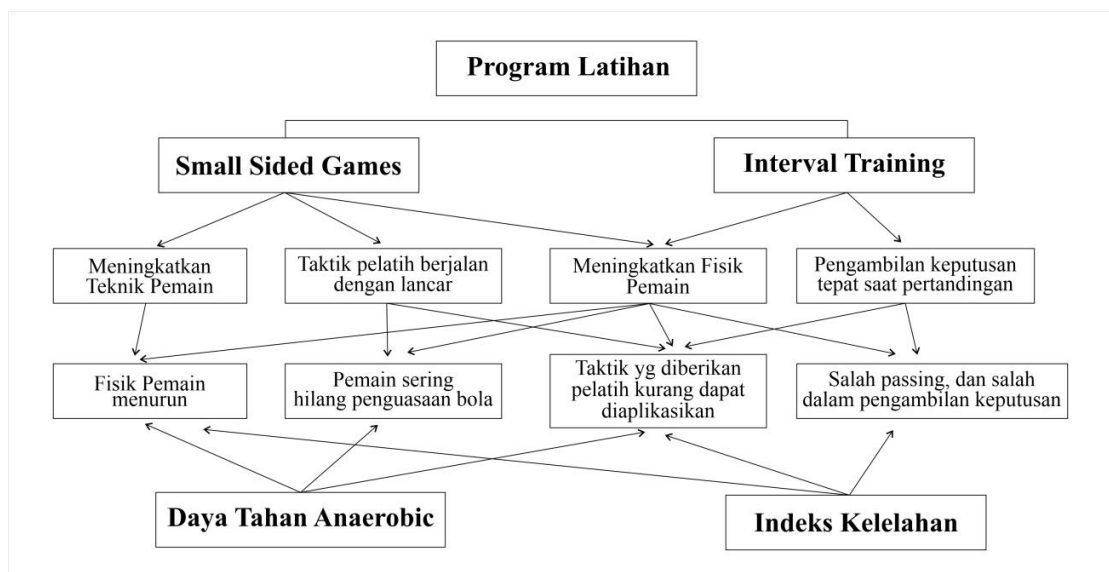 Program Latihan
Small Sided Games
Interval Training
Meningkatkan
Teknik Pemain
Taktik pelatih berjalan
dengan lancar
Meningkatkan Fisik
Pemain
Pengambilan keputusan
tepat saat pertandingan
Fisik Pemain
menurun
Pemain sering
hilang penguasaan bola
Taktik yg diberikan
pelatih kurang dapat
diaplikasikan
Salah passing, dan salah
dalam pengambilan keputusan
Daya Tahan Anaerobic
Indeks Kelelahan